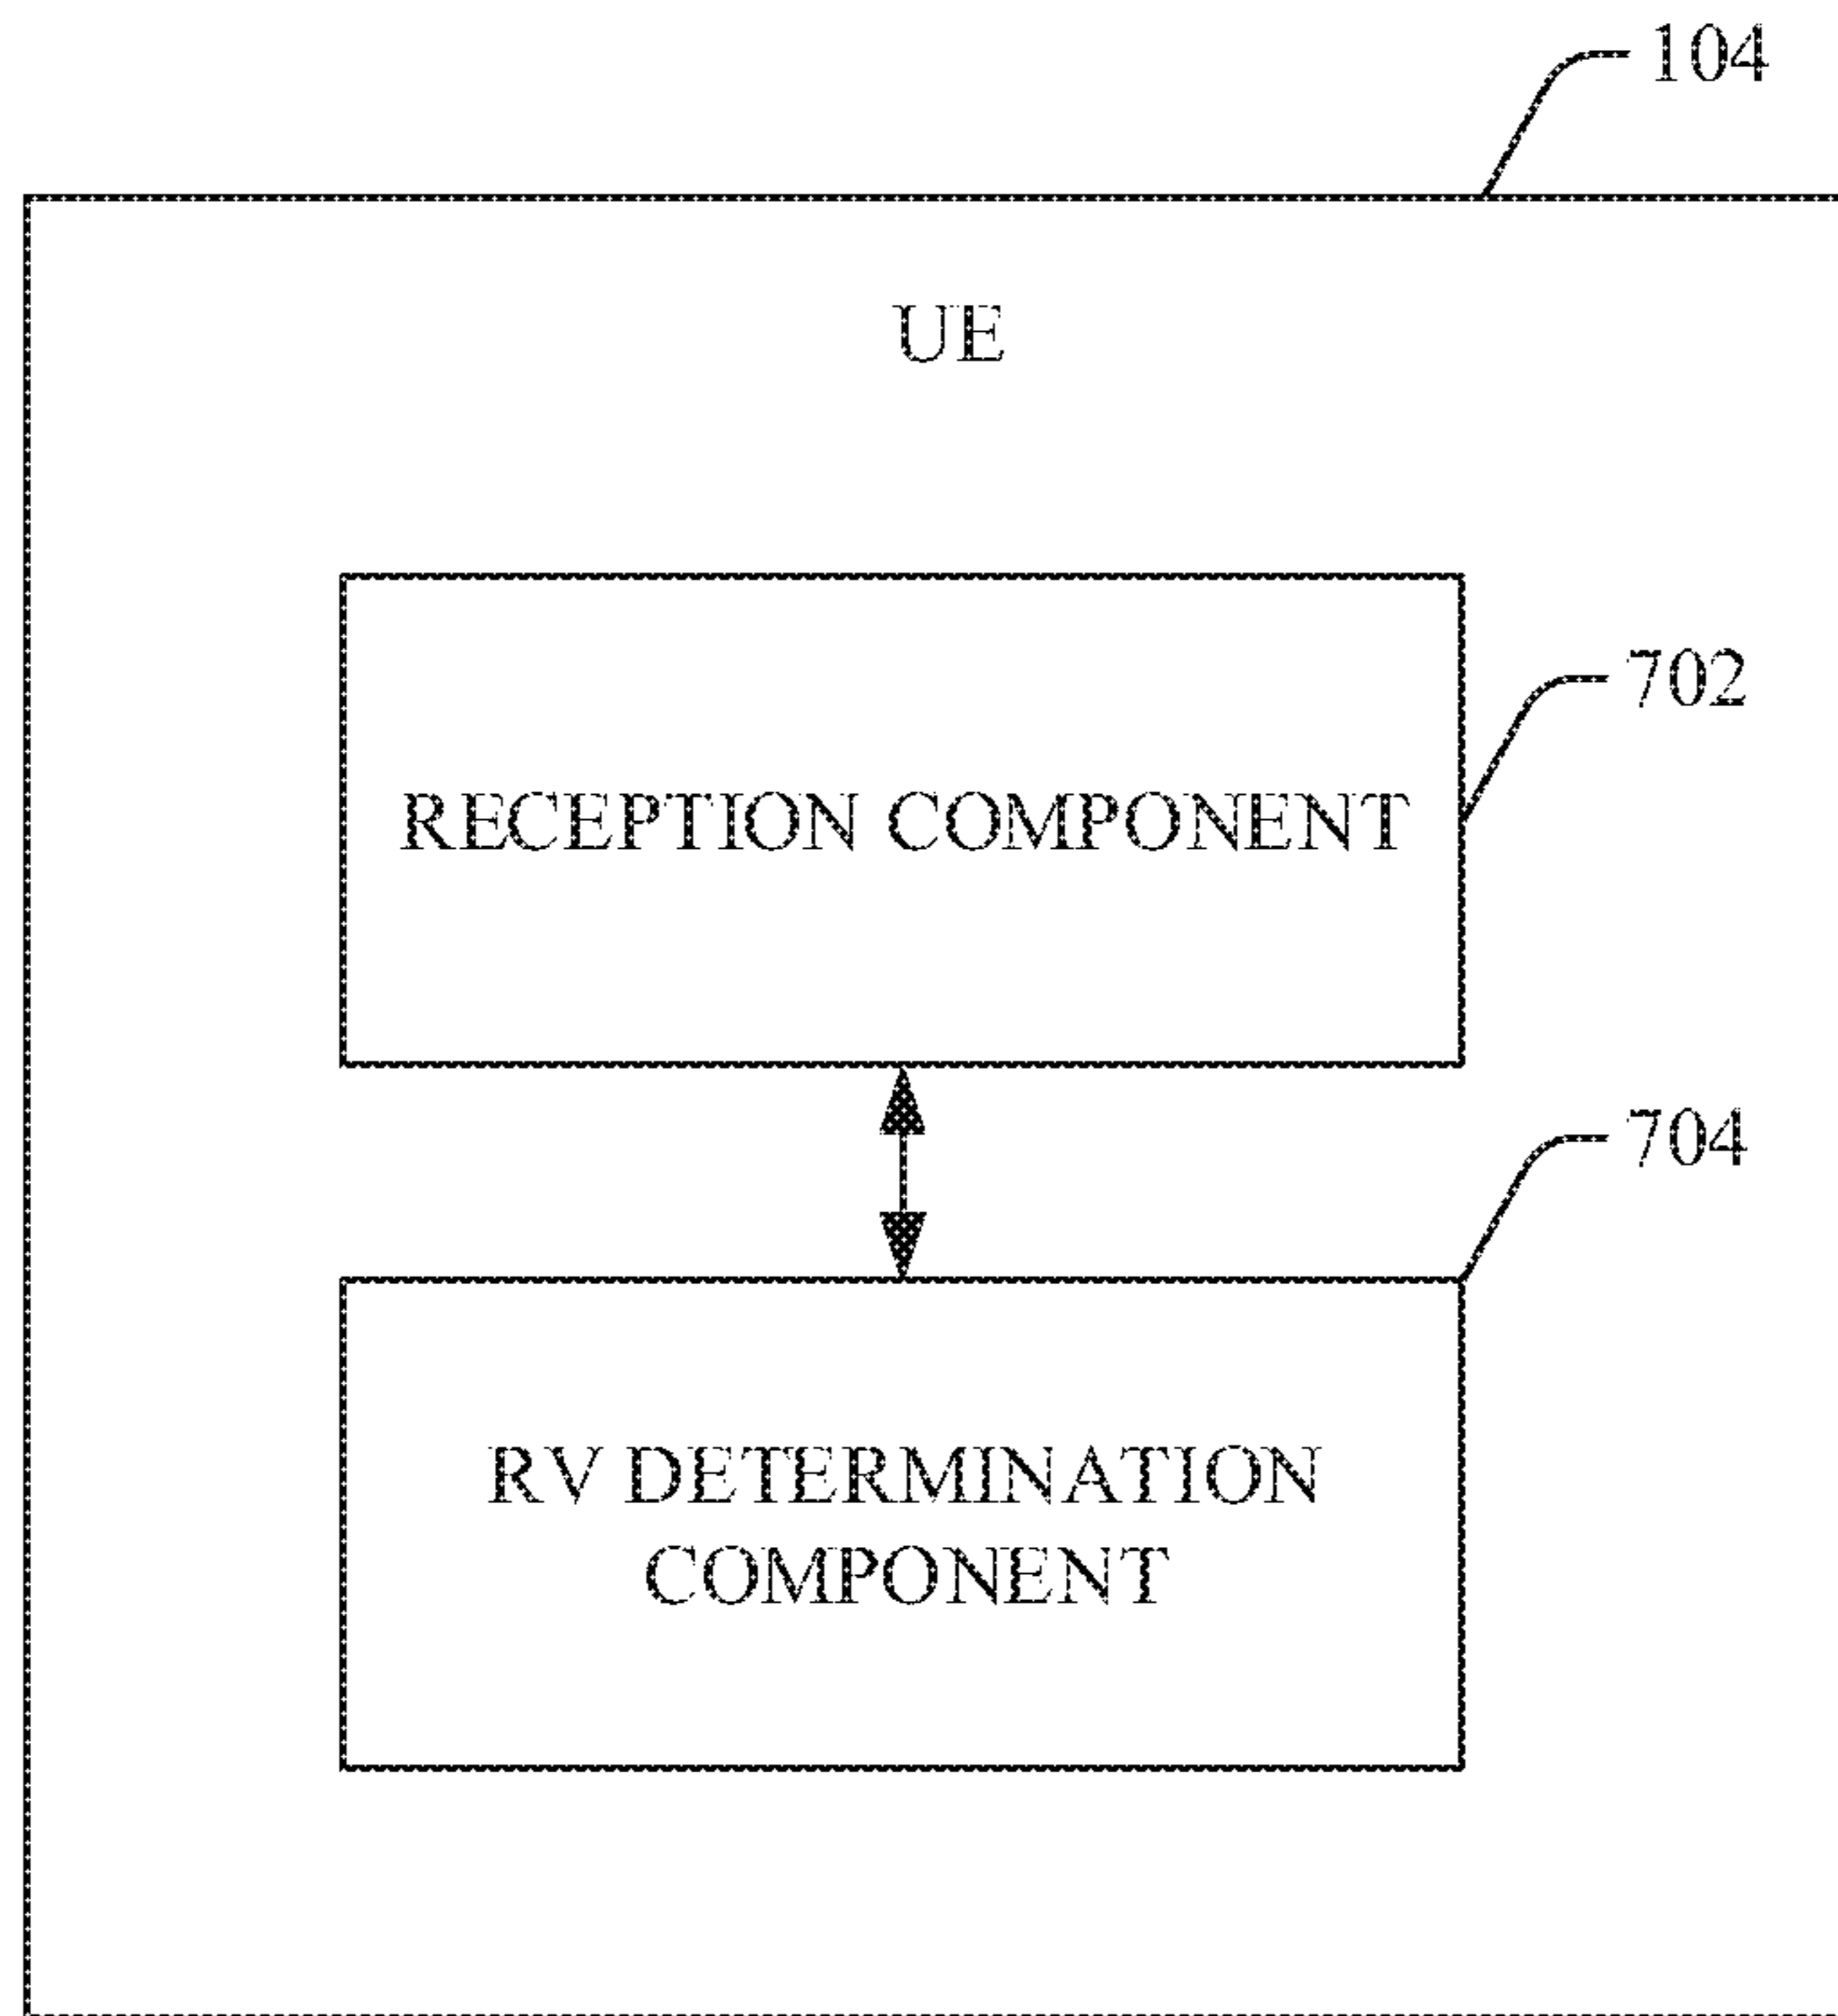 104
UE
702
RECEPTION COMPONENT
704
RV DETERMINATION
COMPONENT